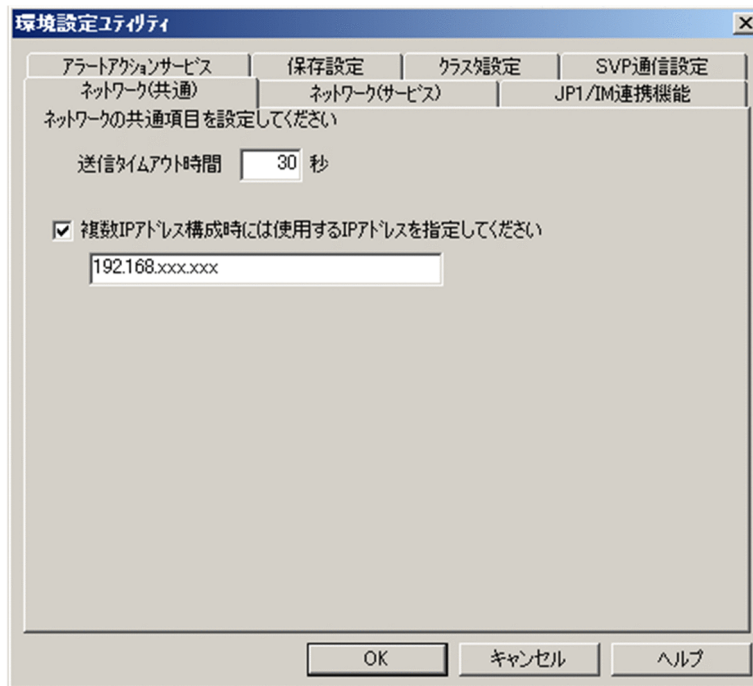 環境設定ユティリティ
アラートアクションサービス 保存設定 クラスタ設定 SVP通信設定
ネットワーク(共通) ネットワーク(サービス) JP1/IM連携機能
ネットワークの共通項目を設定してください
送信タイムアウト時間 30 秒
複数IPアドレス構成時には使用するIPアドレスを指定してください
192.168.xxx.xxx
OK キャンセル ヘルプ